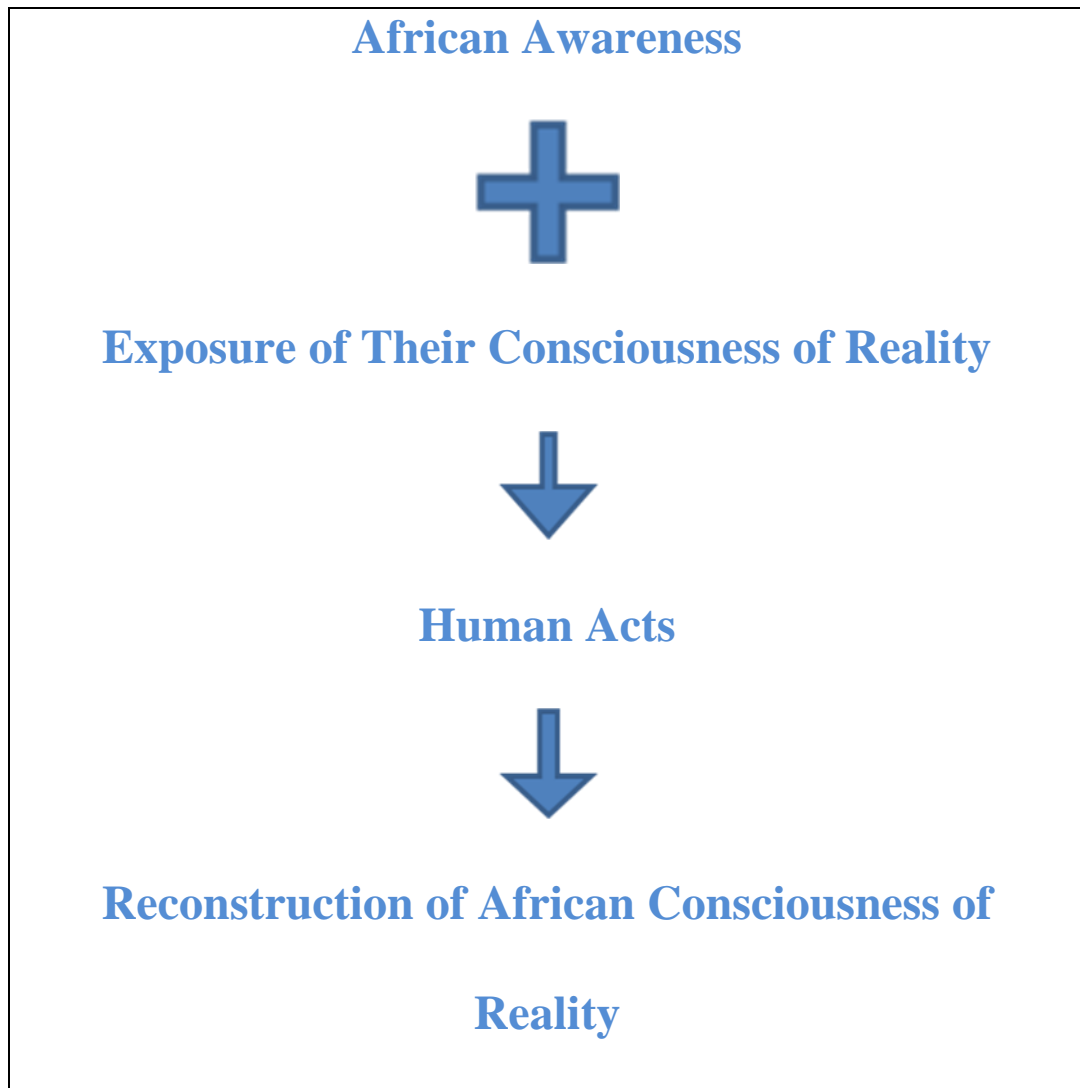 African Awareness
Exposure of Their Consciousness of Reality
Human Acts
Reconstruction of African Consciousness of
Reality